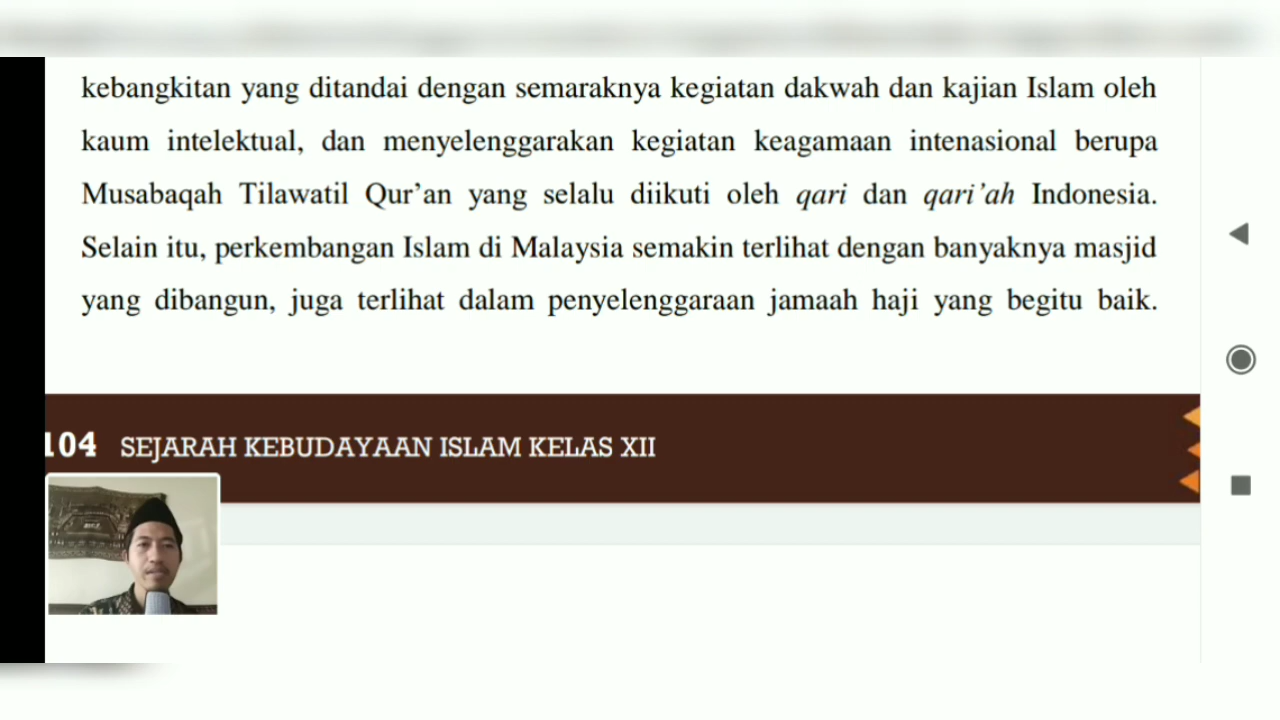 kebangkitan yang ditandai dengan semaraknya kegiatan dakwah dan kajian Islam oleh
kaum intelektual, dan menyelenggarakan kegiatan keagamaan intenasional berupa
Musabaqah Tilawatil Qur’an yang selalu diikuti oleh qari dan qari’ah Indonesia.
Selain itu, perkembangan Islam di Malaysia semakin terlihat dengan banyaknya masjid
yang dibangun, juga terlihat dalam penyelenggaraan jamaah haji yang begitu baik.
104 SEJARAH KEBUDAYAAN ISLAM KELAS XII